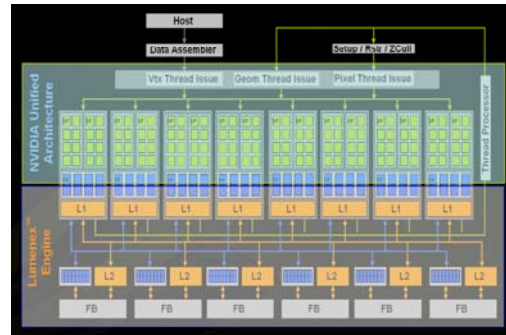 Host
Data Assembler
Setup / Rstr / ZCull
Vtx Thread Issue
Geom Thread Issue
Pixel Thread Issue
NVIDIA Unified
Architecture
Thread Processor
L1 L1 L1 L1 L1 L1 L1 L1
Lumenex™
Engine
L2 L2 L2 L2 L2 L2
FB FB FB FB FB FB